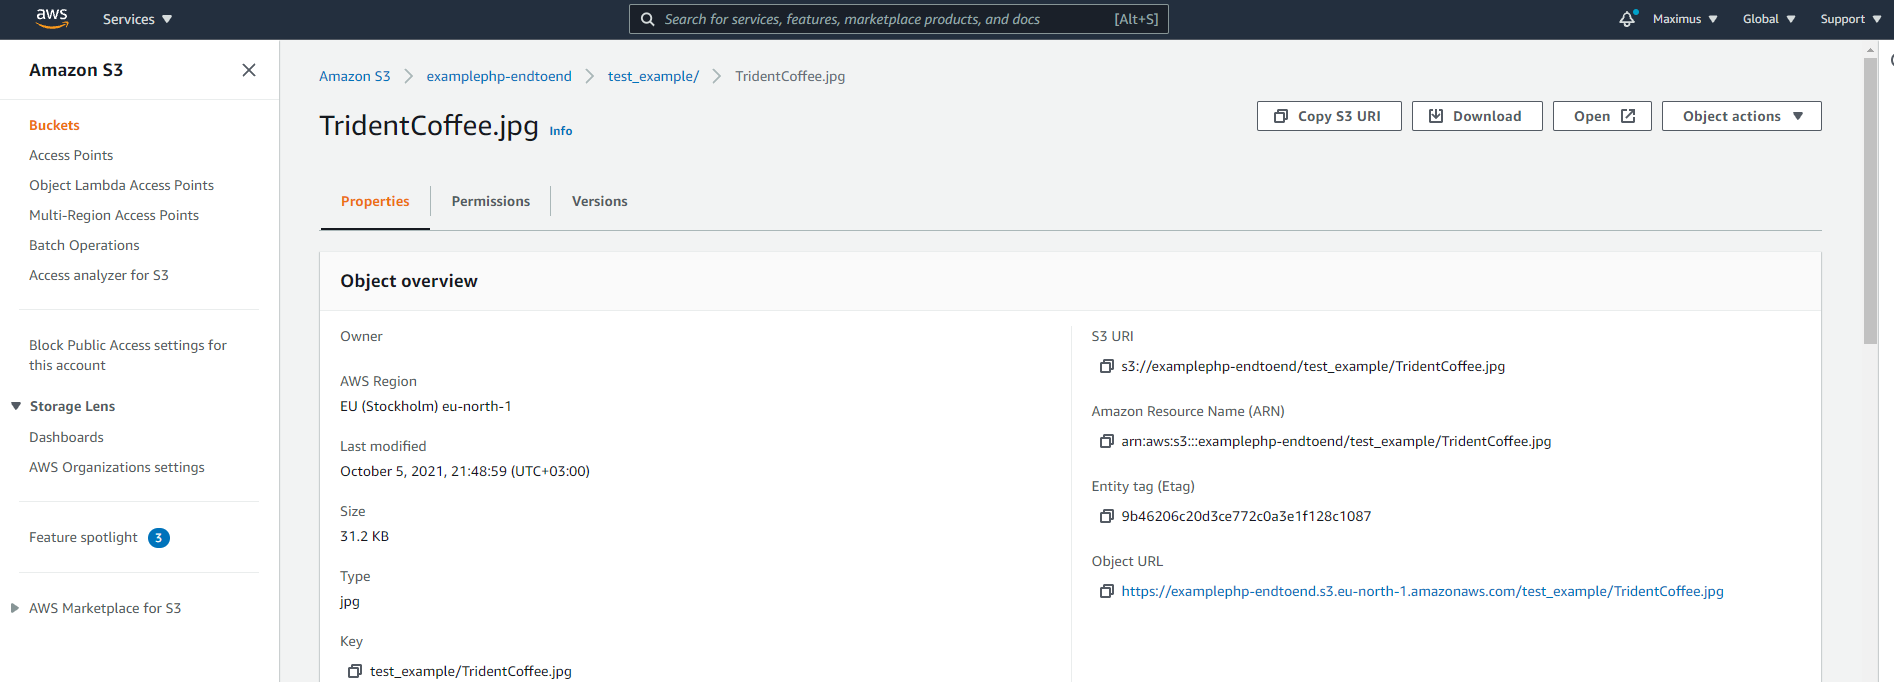 aws
Services
Search for services, features, marketplace products, and docs
[Alt+S]
Maximus
Global
Support
Amazon S3
Buckets
Access Points
Object Lambda Access Points
Multi-Region Access Points
Batch Operations
Access analyzer for S3
Block Public Access settings for
this account
Storage Lens
Dashboards
AWS Organizations settings
Feature spotlight 3
AWS Marketplace for S3
Amazon S3 > examplephp-endtoend > test_example/ > TridentCoffee.jpg
TridentCoffee.jpg Info
Copy S3 URI
Download
Open
Object actions
Properties
Permissions
Versions
Object overview
Owner
AWS Region
EU (Stockholm) eu-north-1
Last modified
October 5, 2021, 21:48:59 (UTC+03:00)
Size
31.2 KB
Type
jpg
Key
test_example/TridentCoffee.jpg
S3 URI
s3://examplephp-endtoend/test_example/TridentCoffee.jpg
Amazon Resource Name (ARN)
arn:aws:s3:::examplephp-endtoend/test_example/TridentCoffee.jpg
Entity tag (Etag)
9b46206c20d3ce772c0a3e1f128c1087
Object URL
https://examplephp-endtoend.s3.eu-north-1.amazonaws.com/test_example/TridentCoffee.jpg